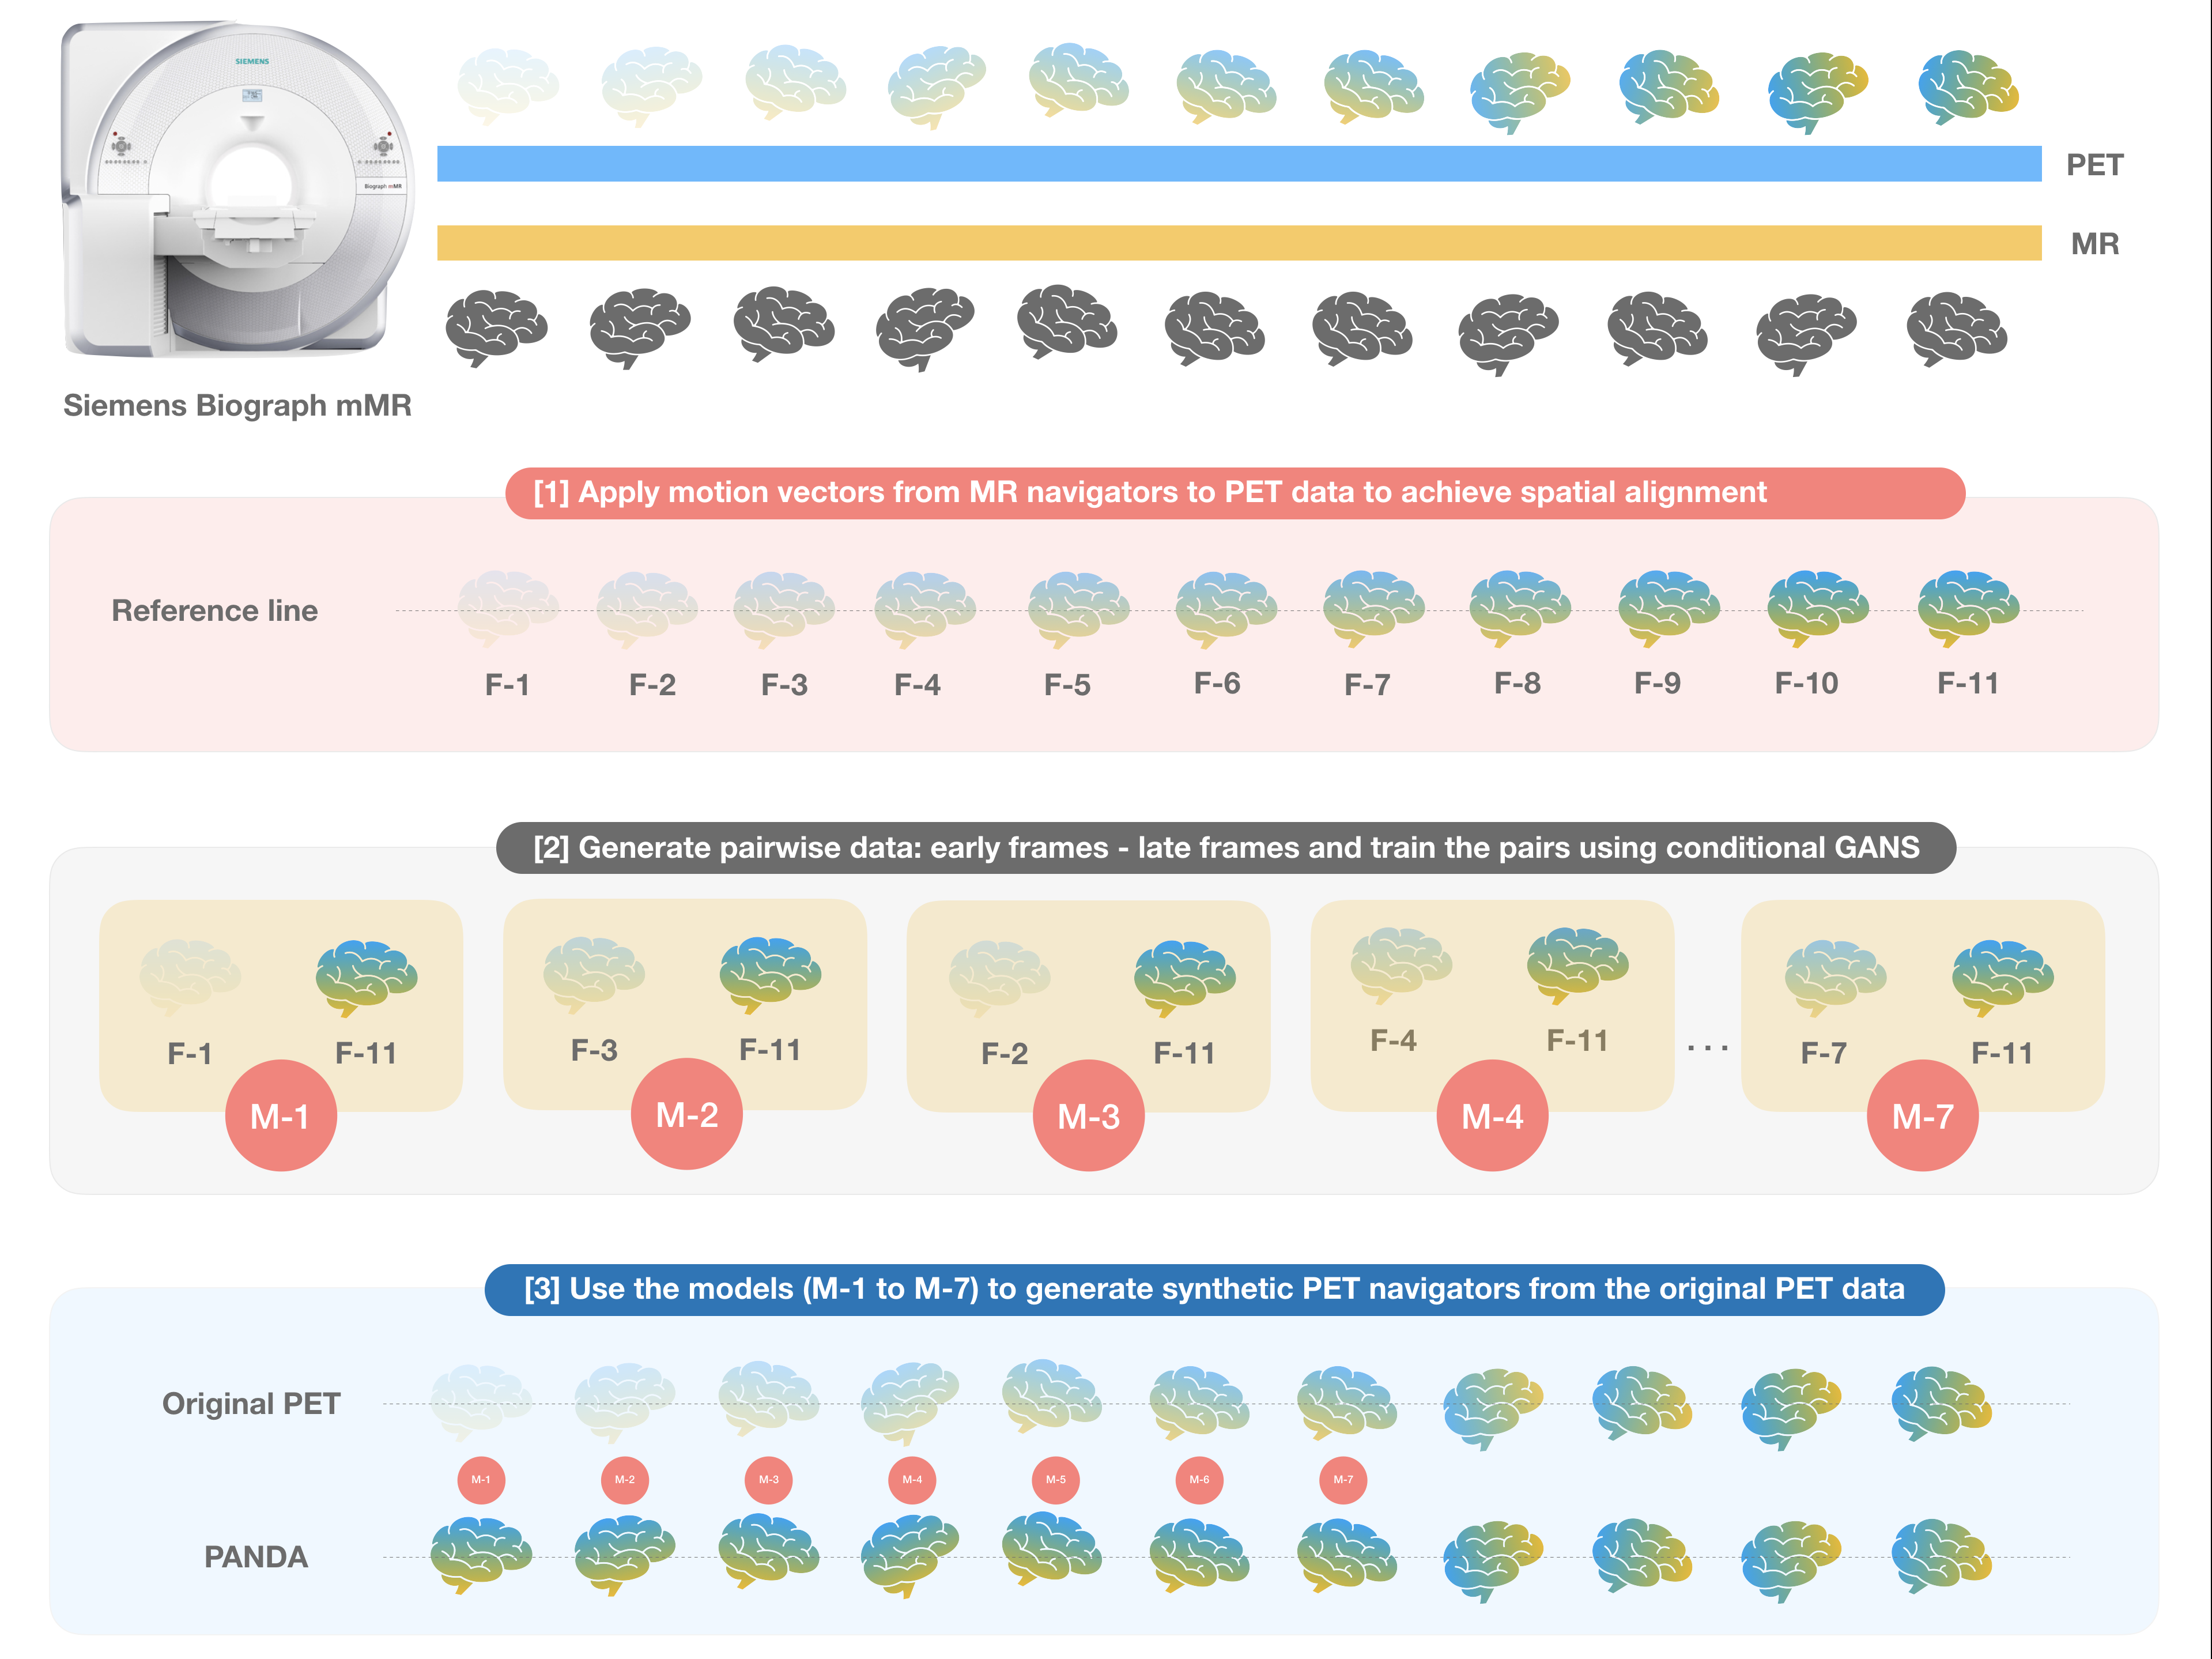 SIEMENS
Biograph mMR
PET
MR
Siemens Biograph mMR
[1] Apply motion vectors from MR navigators to PET data to achieve spatial alignment
Reference line
F-1 F-2 F-3 F-4 F-5 F-6 F-7 F-8 F-9 F-10 F-11
[2] Generate pairwise data: early frames - late frames and train the pairs using conditional GANS
F-1 F-11 F-3 F-11 F-2 F-11 F-4 F-11 . . . F-7 F-11
M-1 M-2 M-3 M-4 M-7
[3] Use the models (M-1 to M-7) to generate synthetic PET navigators from the original PET data
Original PET
M-1 M-2 M-3 M-4 M-5 M-6 M-7
PANDA